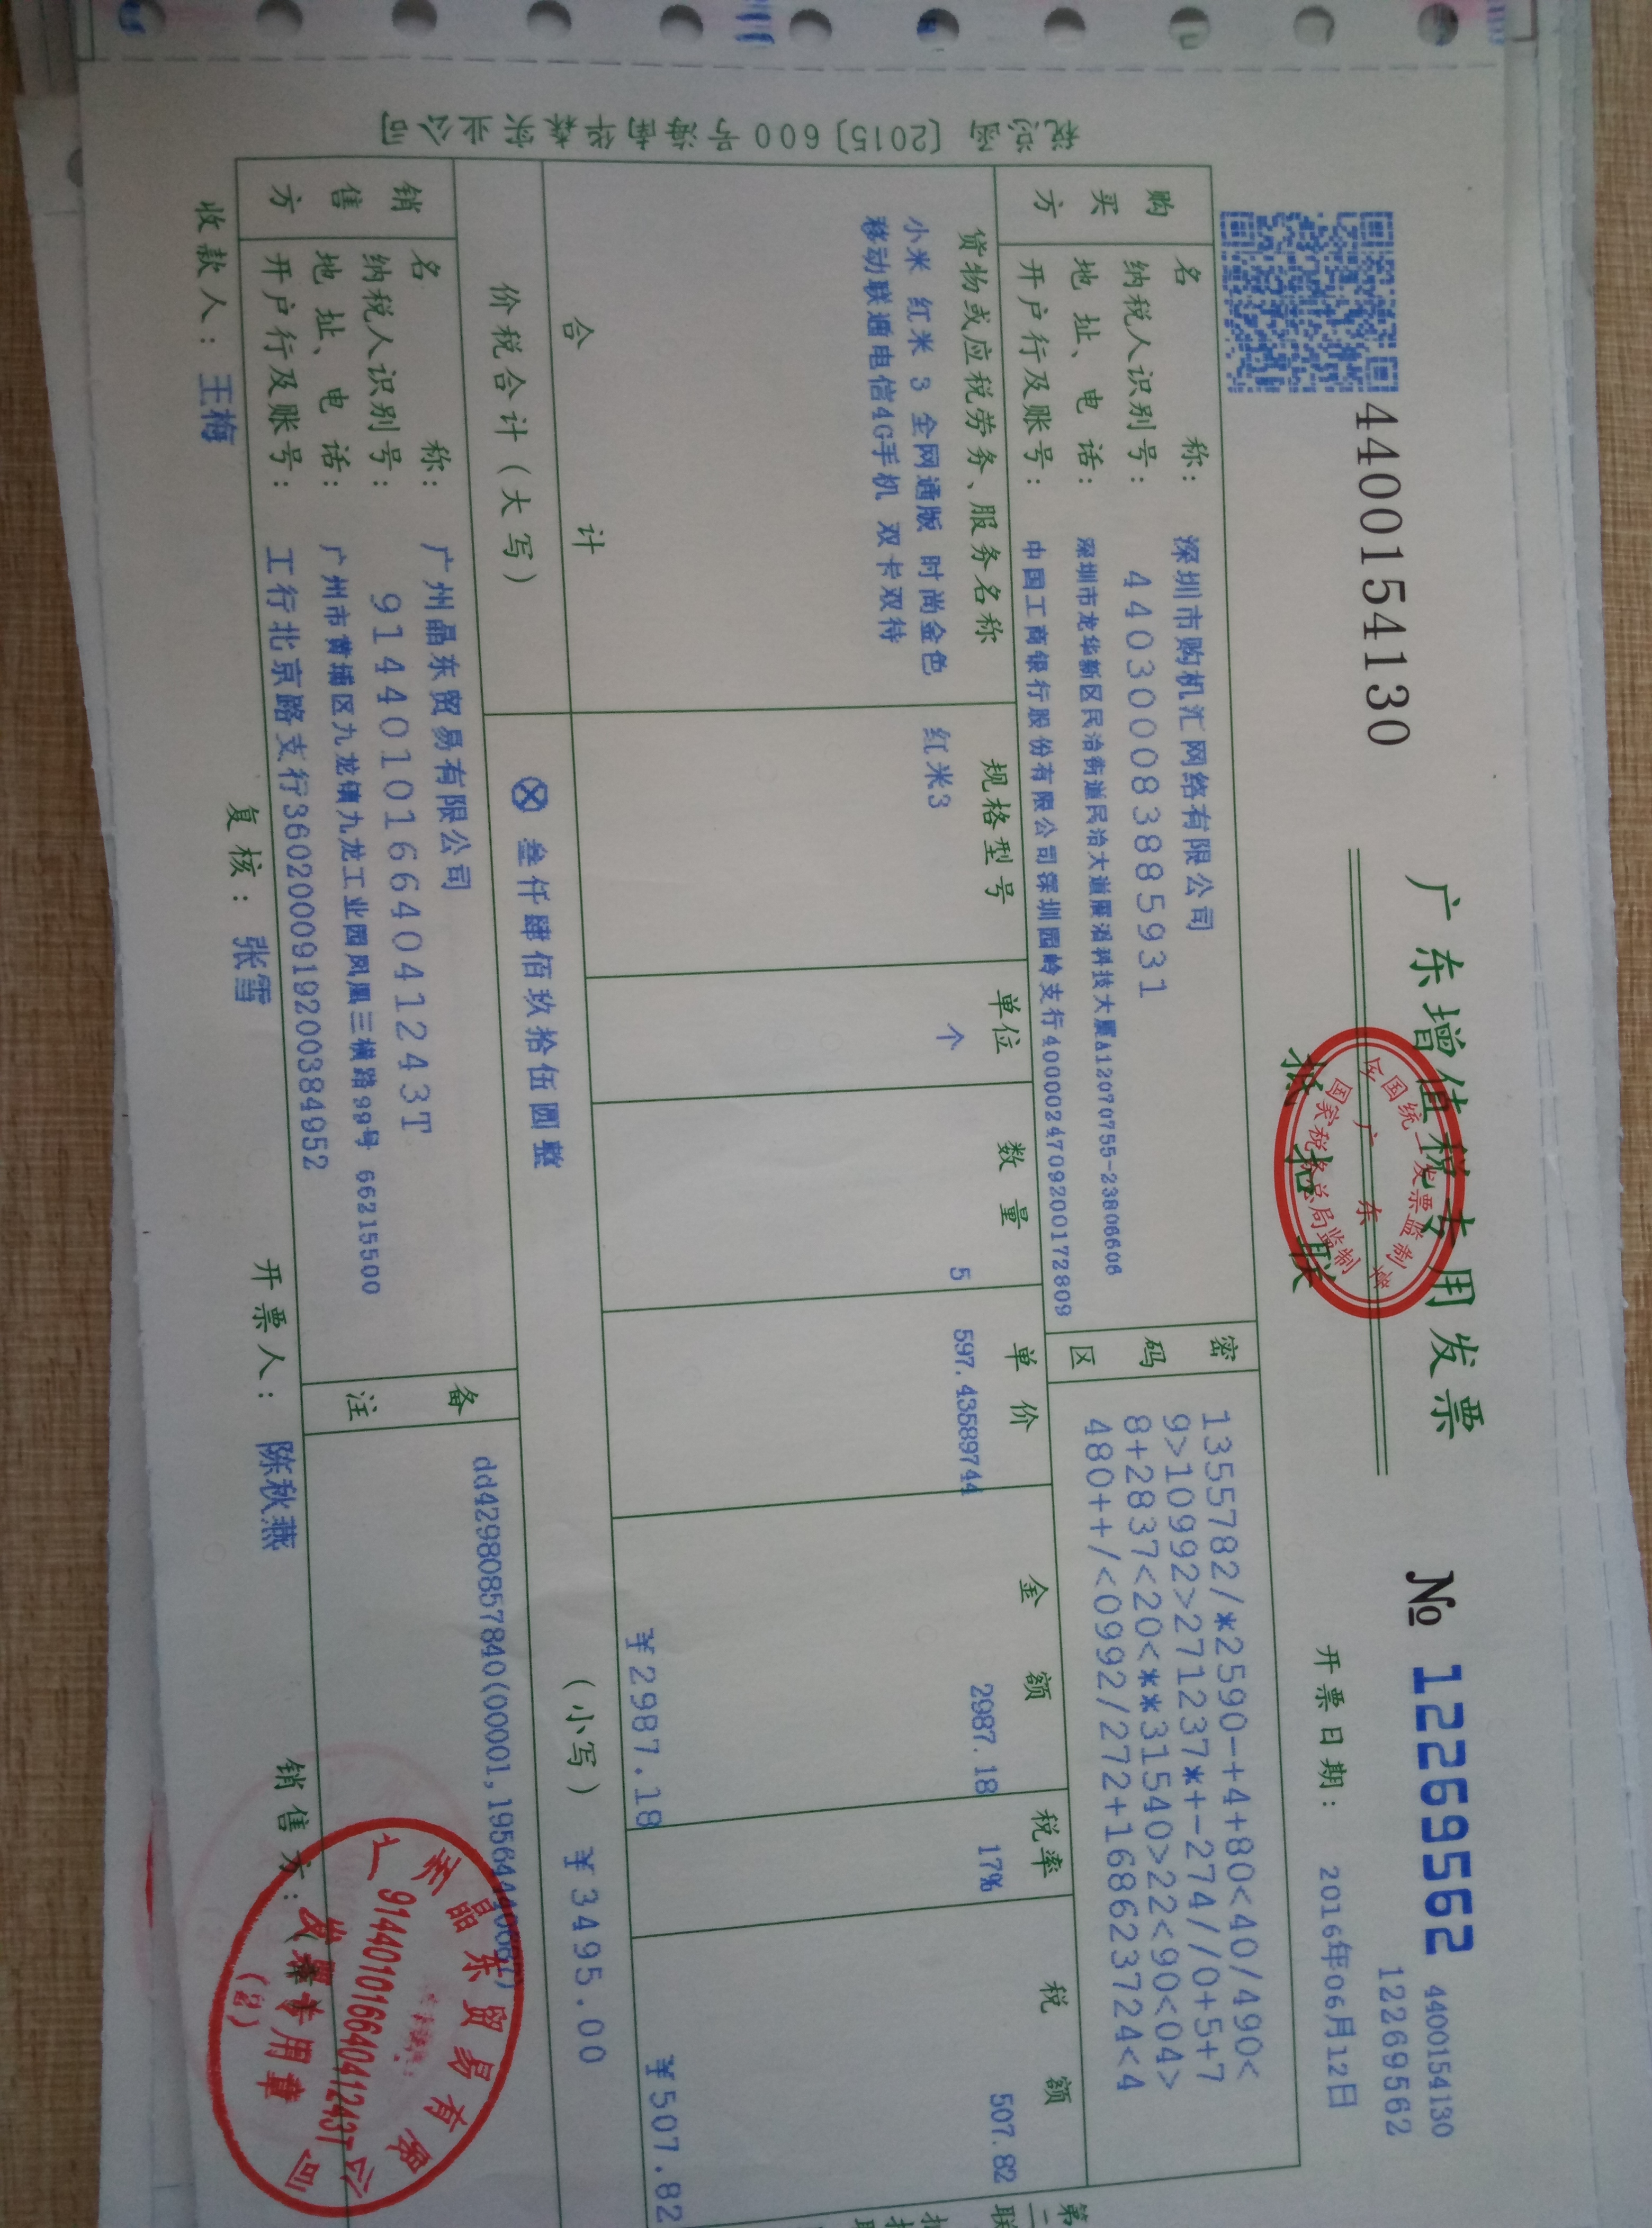 广东增值税专用发票
全国统一发票监制章
广 东
国家税务总局监制
抵扣联
4400154130
№ 12269562
4400154130
12269562
开票日期: 2016年06月12日
购买方
名 称: 深圳市购机汇网络有限公司
纳税人识别号: 440300083885931
地 址、电 话: 深圳市龙华新区民治街道民治大道展滔科技大厦A12070755-23806606
开户行及账号: 中国工商银行股份有限公司深圳园岭支行4000024709200172809
密码区
1355782/*2590-+4+80<40/490<
9>10992>271237*+-274//0+5+7
8+2837<20<**31540>22<90<04>
480++/<0992/272+168623724<4
货物或应税劳务、服务名称 规格型号 单位 数 量 单 价 金 额 税率 税 额
小米 红米 3 全网通版 时尚金色 红米3 个 5 597.43589744 2987.18 17% 507.82
移动联通电信4G手机 双卡双待
合 计 ¥2987.18 ¥507.82
价税合计(大写) ⊗ 叁仟肆佰玖拾伍圆整 (小写) ¥3495.00
销售方
名 称: 广州晶东贸易有限公司
纳税人识别号: 91440101664041243T
地 址、电 话: 广州市黄埔区九龙镇九龙工业园凤凰三横路99号 66215500
开户行及账号: 工行北京路支行3602000919200384952
备注
dd42980857840(00001,19564440687)
收款人: 王梅 复核: 张雪 开票人: 陈秋燕 销售方: (章)
广州晶东贸易有限公司
91440101664041243T
发票专用章
(2)
税总函〔2015〕600号海南华森实业公司
第二联